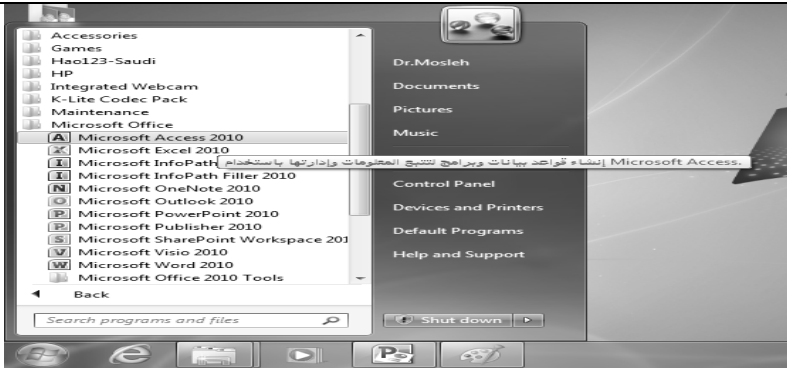 Accessories
Games
Hao123-Saudi
HP
Integrated Webcam
K-Lite Codec Pack
Maintenance
Microsoft Office
Microsoft Access 2010
Microsoft Excel 2010
Microsoft InfoPath
Microsoft InfoPath Filler 2010
Microsoft OneNote 2010
Microsoft Outlook 2010
Microsoft PowerPoint 2010
Microsoft Publisher 2010
Microsoft SharePoint Workspace 201
Microsoft Visio 2010
Microsoft Word 2010
Microsoft Office 2010 Tools
Back
Search programs and files
إنشاء قواعد بيانات وبرامج لتتبع المعلومات وإدارتها باستخدام Microsoft Access.
Dr.Mosleh
Documents
Pictures
Music
Control Panel
Devices and Printers
Default Programs
Help and Support
Shut down